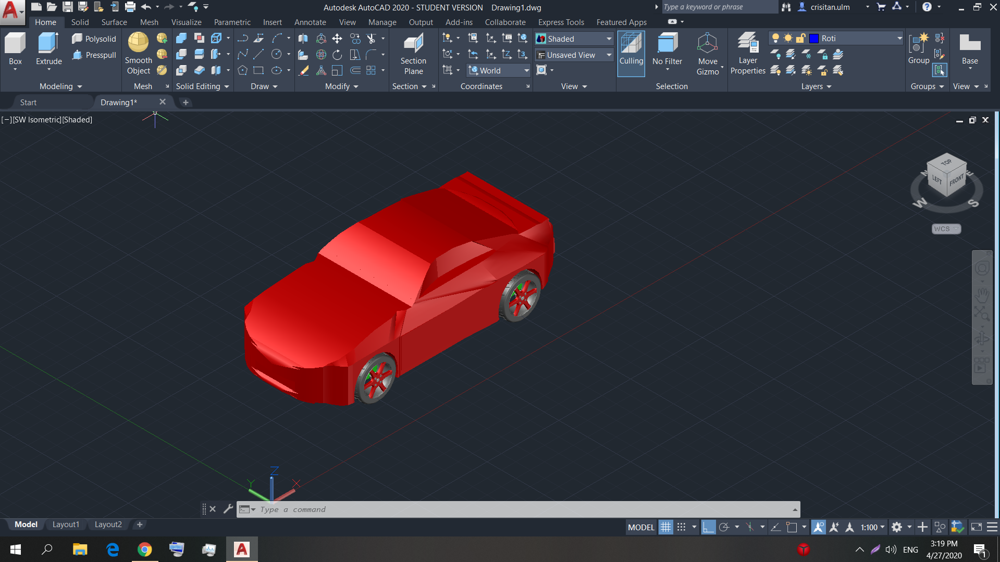 Autodesk AutoCAD 2020 - STUDENT VERSION Drawing1.dwg
Type a keyword or phrase
crisitan.ulm
Home Solid Surface Mesh Visualize Parametric Insert Annotate View Manage Output Add-ins Collaborate Express Tools Featured Apps
Box
Extrude
Polysolid
Presspull
Modeling
Smooth
Object
Mesh
Solid Editing
Draw
Modify
Section
Plane
Section
World
Coordinates
Shaded
Unsaved View
View
Culling
No Filter
Move
Gizmo
Selection
Layer
Properties
Roti
Layers
Group
Groups
Base
View
Start
Drawing1*
[−][SW Isometric][Shaded]
TOP
LEFT
FRONT
N
E
W
S
WCS
Z
Y
X
Type a command
Model Layout1 Layout2
MODEL
1:100
ENG
3:19 PM
4/27/2020
1